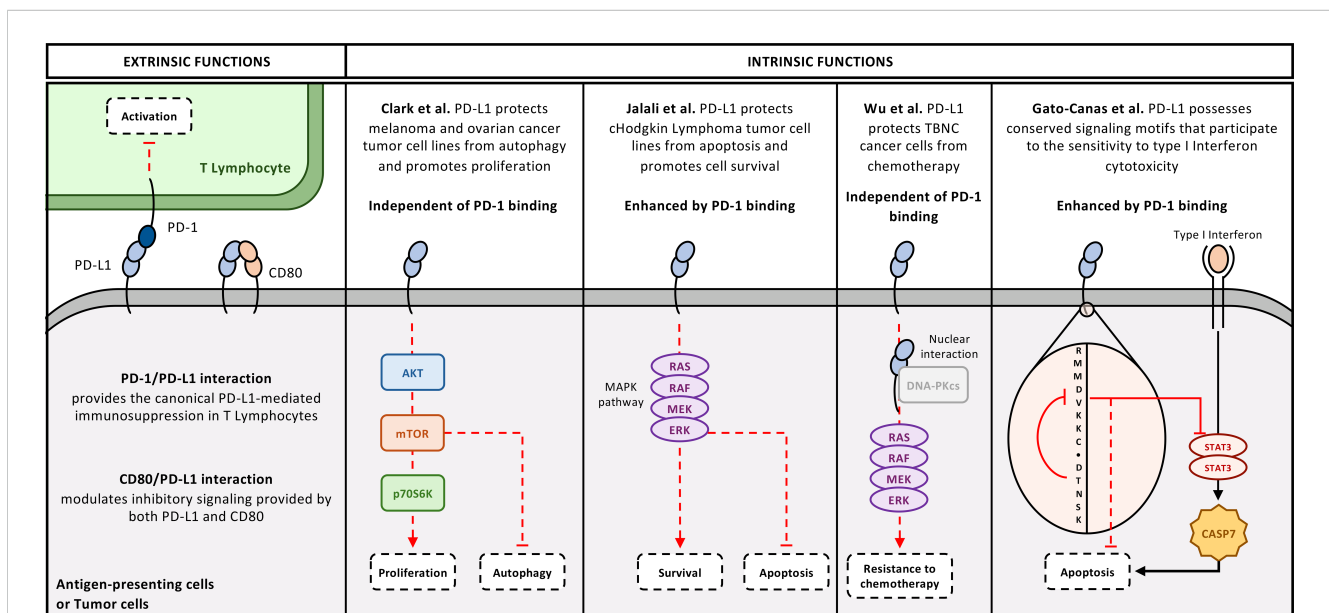 EXTRINSIC FUNCTIONS
INTRINSIC FUNCTIONS
Activation
T Lymphocyte
PD-1
PD-L1
CD80
PD-1/PD-L1 interaction
provides the canonical PD-L1-mediated
immunosuppression in T Lymphocytes
CD80/PD-L1 interaction
modulates inhibitory signaling provided by
both PD-L1 and CD80
Antigen-presenting cells
or Tumor cells
Clark et al. PD-L1 protects
melanoma and ovarian cancer
tumor cell lines from autophagy
and promotes proliferation
Independent of PD-1 binding
AKT
mTOR
p70S6K
Proliferation
Autophagy
Jalali et al. PD-L1 protects
cHodgkin Lymphoma tumor cell
lines from apoptosis and
promotes cell survival
Enhanced by PD-1 binding
MAPK
pathway
RAS
RAF
MEK
ERK
Survival
Apoptosis
Wu et al. PD-L1
protects TBNC
cancer cells from
chemotherapy
Independent of PD-1
binding
Nuclear
interaction
DNA-PKcs
RAS
RAF
MEK
ERK
Resistance to
chemotherapy
Gato-Canas et al. PD-L1 possesses
conserved signaling motifs that participate
to the sensitivity to type I Interferon
cytotoxicity
Enhanced by PD-1 binding
Type I Interferon
R
M
M
D
V
K
K
C
•
D
T
N
S
K
STAT3
STAT3
CASP7
Apoptosis